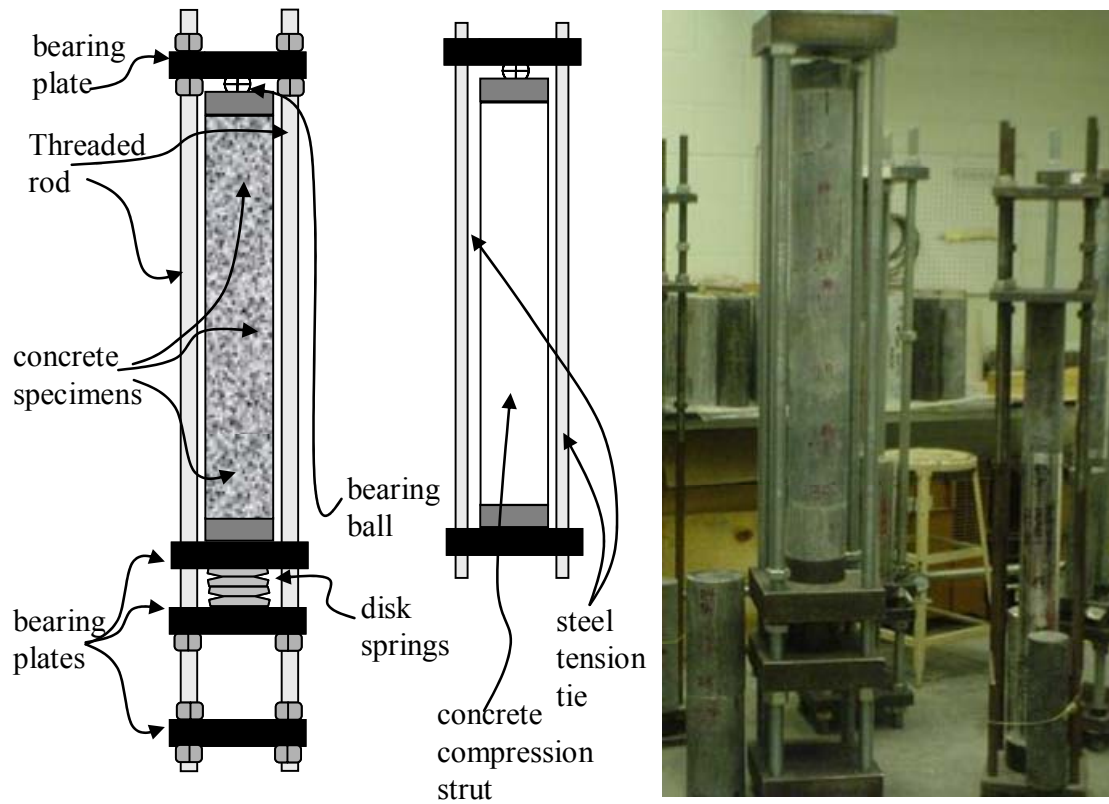 bearing
plate
Threaded
rod
concrete
specimens
bearing
plates
bearing
ball
disk
springs
concrete
compression
strut
steel
tension
tie